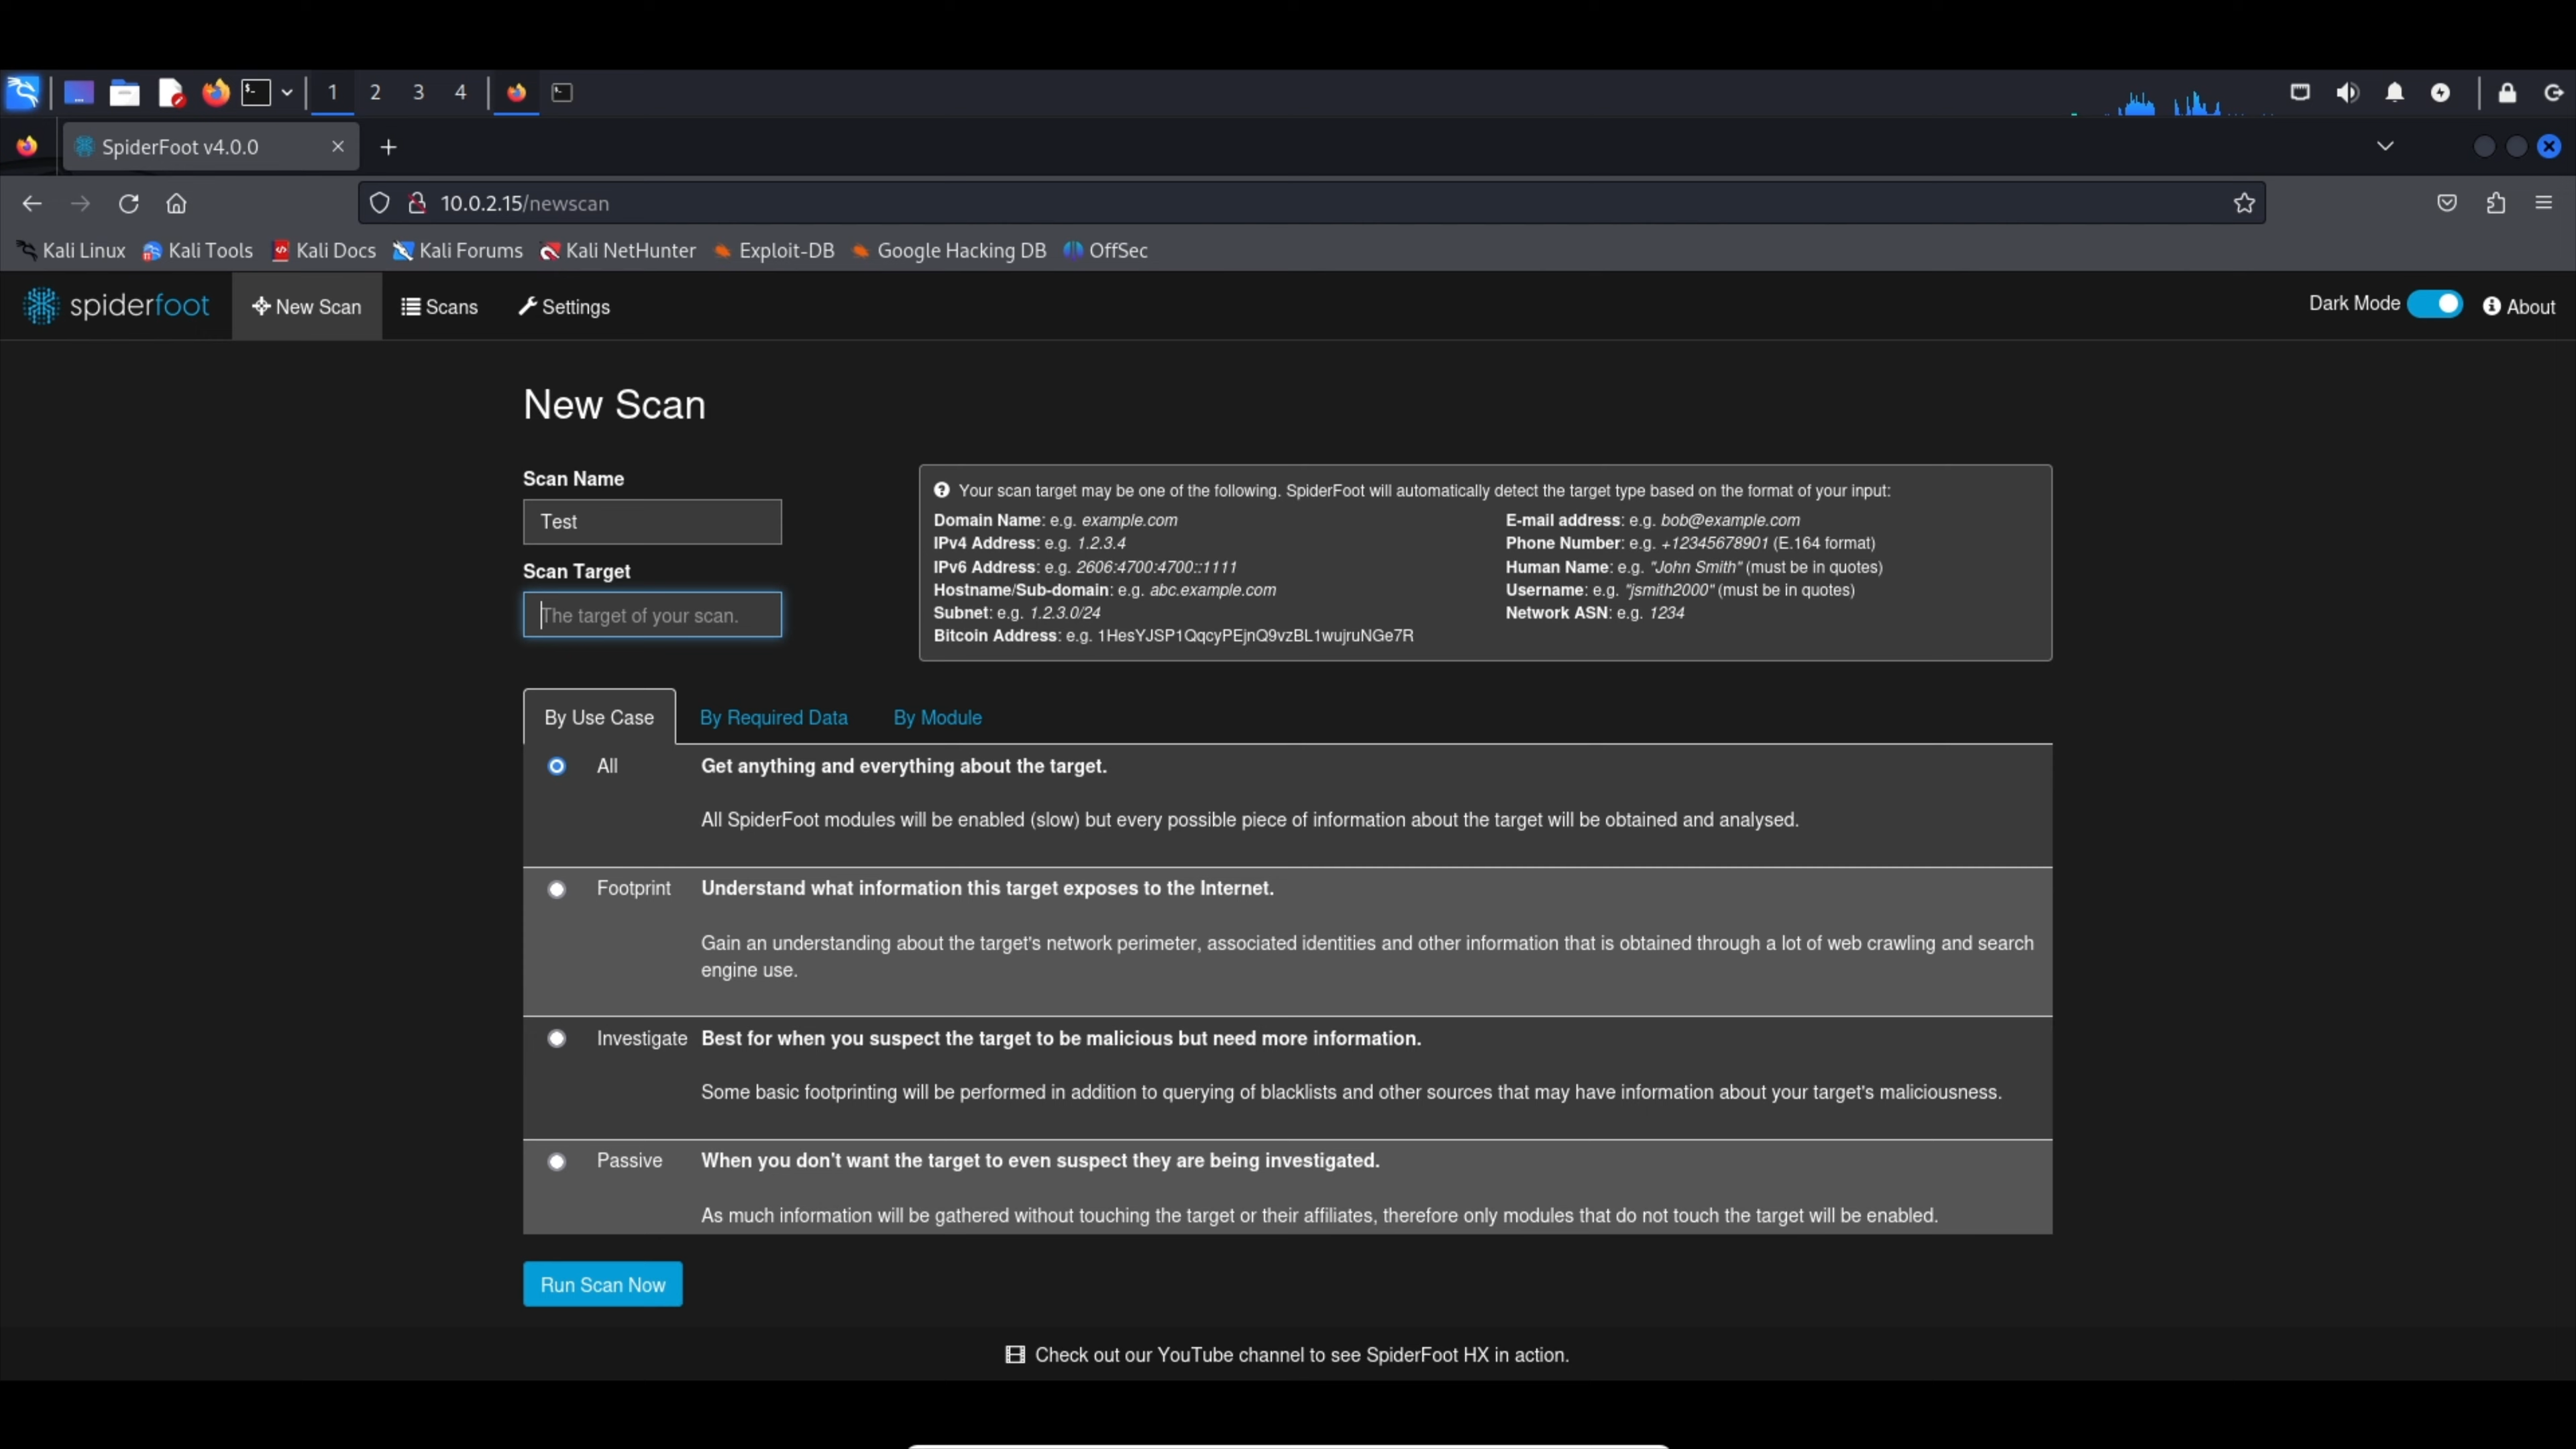 1 2 3 4
SpiderFoot v4.0.0
10.0.2.15/newscan
Kali Linux Kali Tools Kali Docs Kali Forums Kali NetHunter Exploit-DB Google Hacking DB OffSec
spiderfoot New Scan Scans Settings Dark Mode About
New Scan
Scan Name
Test
Scan Target
The target of your scan.
Your scan target may be one of the following. SpiderFoot will automatically detect the target type based on the format of your input:
Domain Name: e.g. example.com
IPv4 Address: e.g. 1.2.3.4
IPv6 Address: e.g. 2606:4700:4700::1111
Hostname/Sub-domain: e.g. abc.example.com
Subnet: e.g. 1.2.3.0/24
Bitcoin Address: e.g. 1HesYJSP1QqcyPEjnQ9vzBL1wujruNGe7R
E-mail address: e.g. bob@example.com
Phone Number: e.g. +12345678901 (E.164 format)
Human Name: e.g. "John Smith" (must be in quotes)
Username: e.g. "jsmith2000" (must be in quotes)
Network ASN: e.g. 1234
By Use Case By Required Data By Module
All Get anything and everything about the target.
All SpiderFoot modules will be enabled (slow) but every possible piece of information about the target will be obtained and analysed.
Footprint Understand what information this target exposes to the Internet.
Gain an understanding about the target's network perimeter, associated identities and other information that is obtained through a lot of web crawling and search
engine use.
Investigate Best for when you suspect the target to be malicious but need more information.
Some basic footprinting will be performed in addition to querying of blacklists and other sources that may have information about your target's maliciousness.
Passive When you don't want the target to even suspect they are being investigated.
As much information will be gathered without touching the target or their affiliates, therefore only modules that do not touch the target will be enabled.
Run Scan Now
Check out our YouTube channel to see SpiderFoot HX in action.